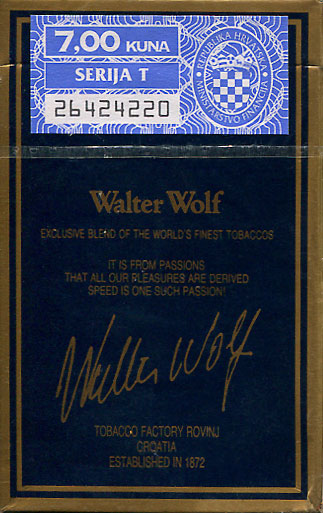 7,00 KUNA
SERIJA T
26424220
REPUBLIKA HRVATSKA
MINISTARSTVO FINANCIJA
Walter Wolf
EXCLUSIVE BLEND OF THE WORLD'S FINEST TOBACCOS
IT IS FROM PASSIONS
THAT ALL OUR PLEASURES ARE DERIVED
SPEED IS ONE SUCH PASSION!
Walter Wolf
TOBACCO FACTORY ROVINJ
CROATIA
ESTABLISHED IN 1872